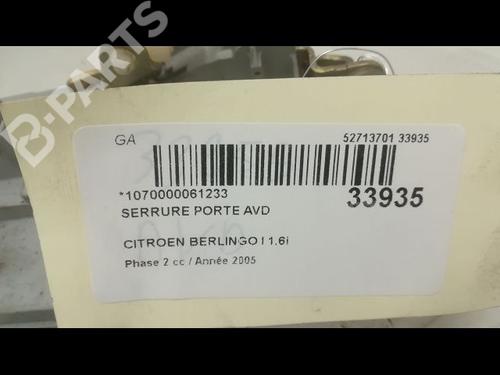 B-PARTS
GA
52713701 33935
*1070000061233
33935
SERRURE PORTE AVD
CITROEN BERLINGO I 1.6i
Phase 2 cc / Année 2005